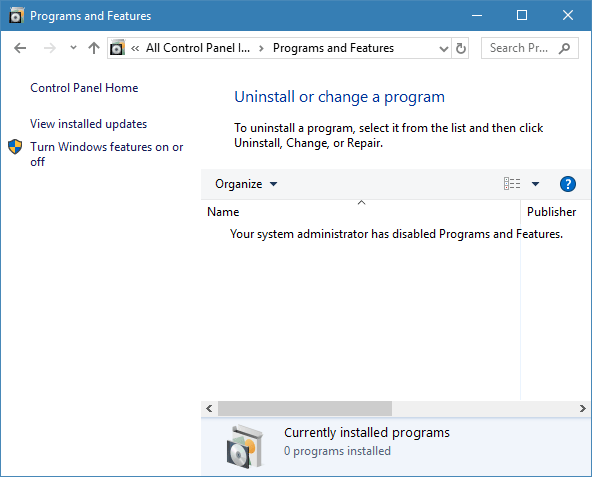 Programs and Features
All Control Panel I... > Programs and Features
Search Pr...
Control Panel Home
View installed updates
Turn Windows features on or
off
Uninstall or change a program
To uninstall a program, select it from the list and then click
Uninstall, Change, or Repair.
Organize
Name
Publisher
Your system administrator has disabled Programs and Features.
Currently installed programs
0 programs installed